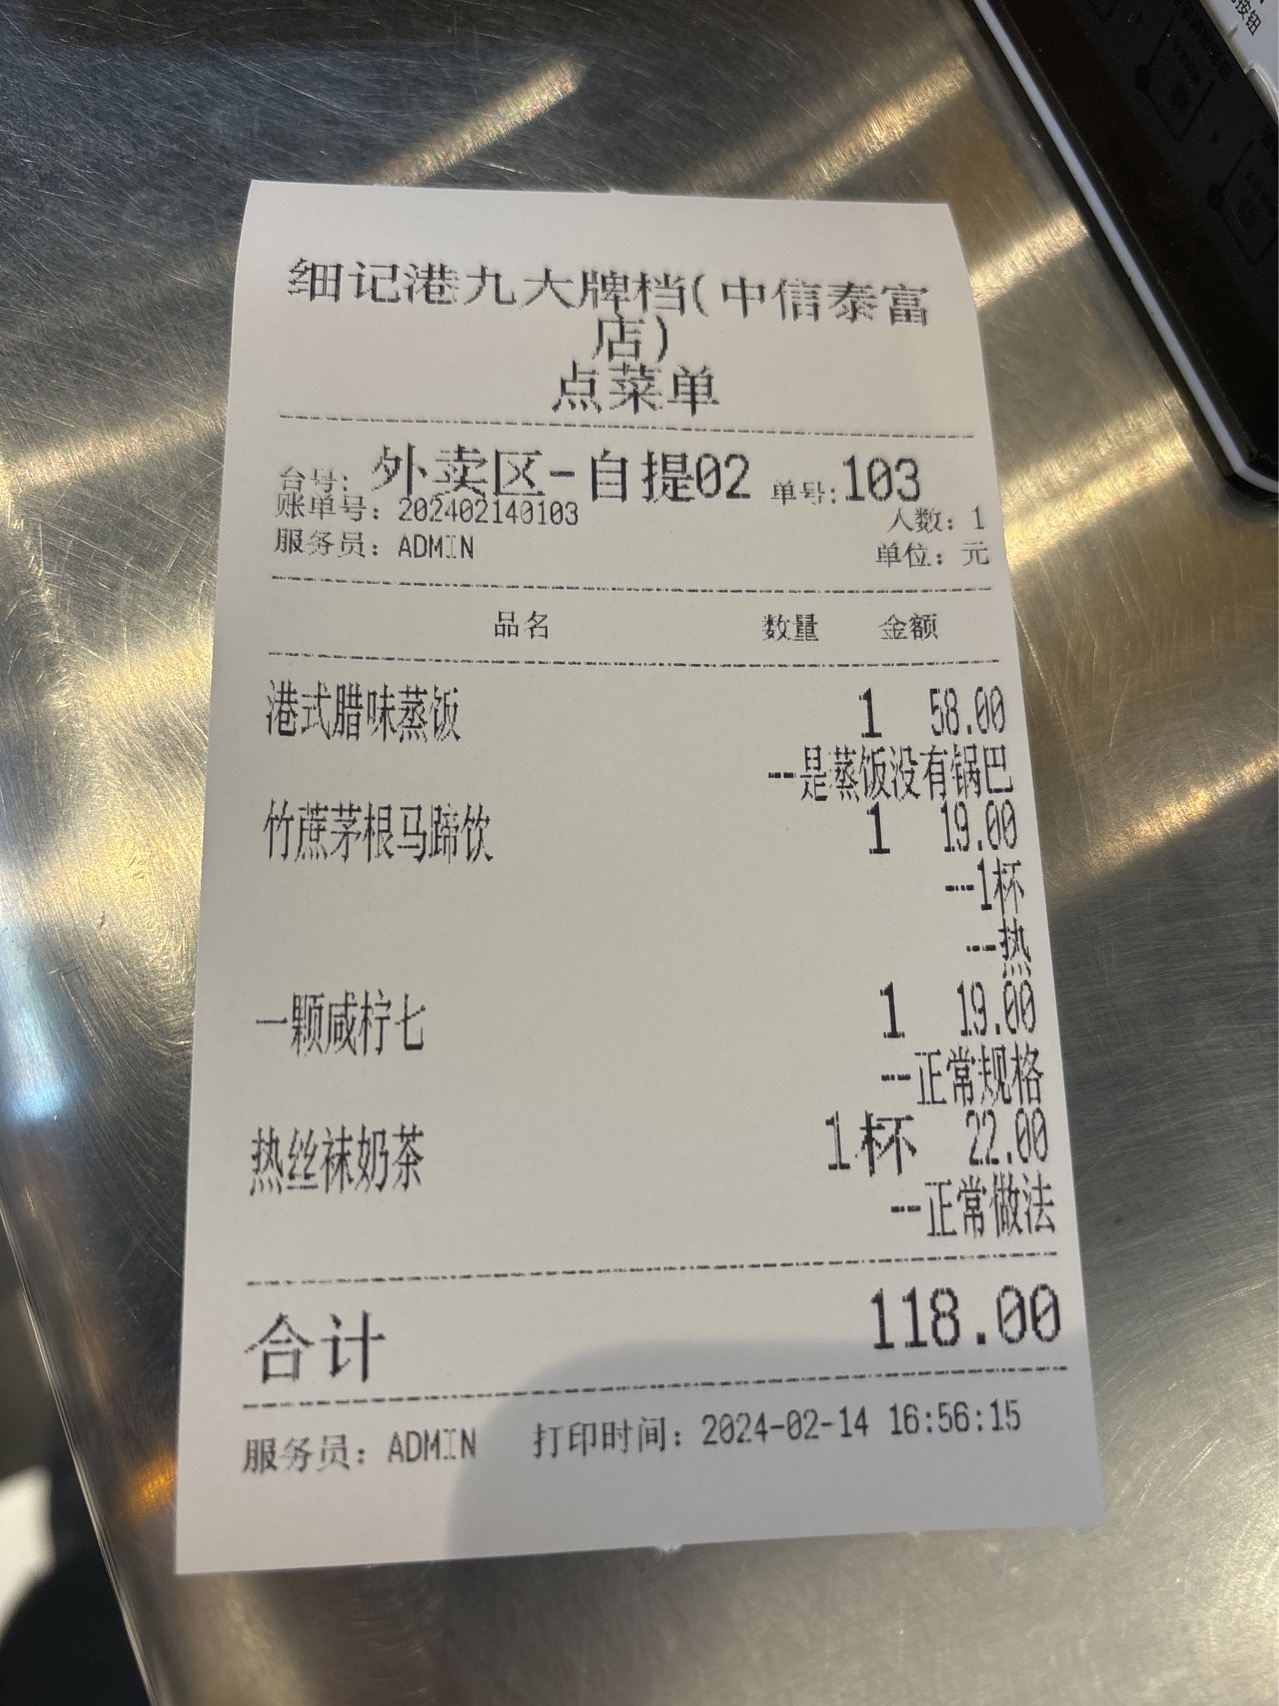 按钮
细记港九大牌档(中信泰富
店)
点菜单
台号: 外卖区-自提02 单号:103
账单号: 202402140103 人数: 1
服务员: ADMIN 单位: 元
品名 数量 金额
港式腊味蒸饭 1 58.00
--是蒸饭没有锅巴
竹蔗茅根马蹄饮 1 19.00
--1杯
--热
一颗咸柠七 1 19.00
--正常规格
热丝袜奶茶 1杯 22.00
--正常做法
合计 118.00
服务员: ADMIN 打印时间: 2024-02-14 16:56:15